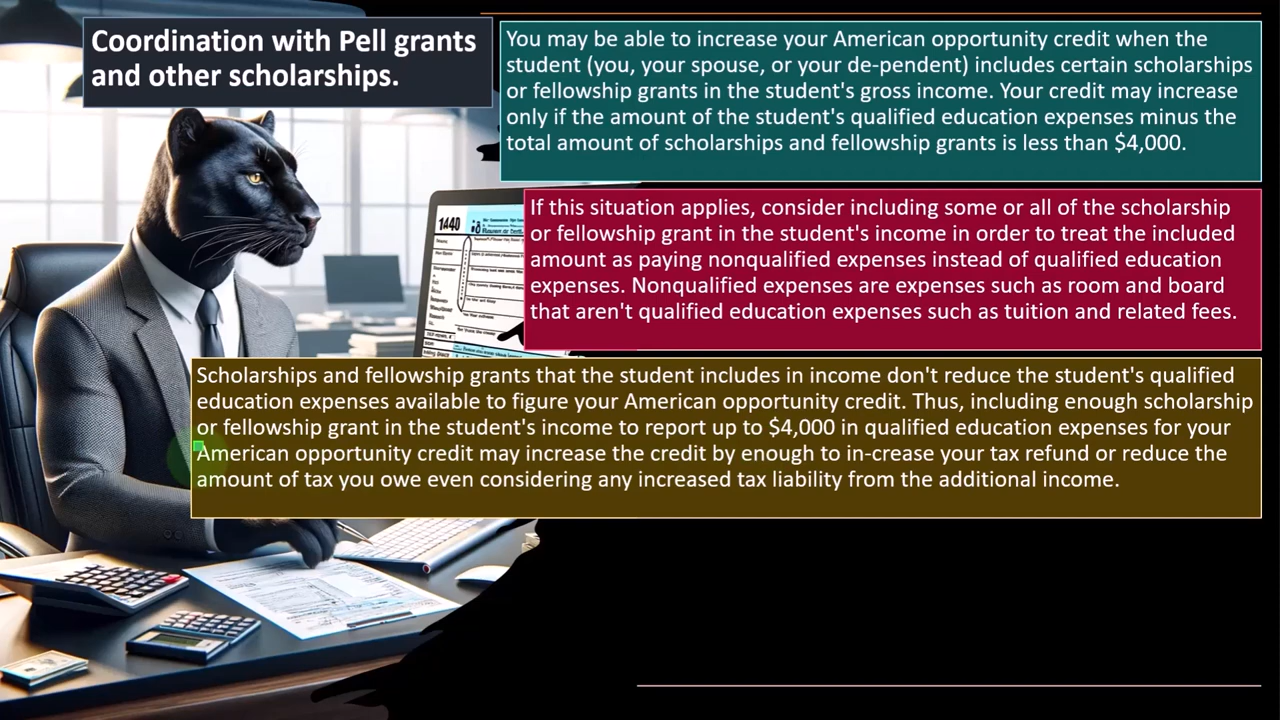 Coordination with Pell grants
and other scholarships.
You may be able to increase your American opportunity credit when the
student (you, your spouse, or your de-pendent) includes certain scholarships
or fellowship grants in the student's gross income. Your credit may increase
only if the amount of the student's qualified education expenses minus the
total amount of scholarships and fellowship grants is less than $4,000.
1440
If this situation applies, consider including some or all of the scholarship
or fellowship grant in the student's income in order to treat the included
amount as paying nonqualified expenses instead of qualified education
expenses. Nonqualified expenses are expenses such as room and board
that aren't qualified education expenses such as tuition and related fees.
Scholarships and fellowship grants that the student includes in income don't reduce the student's qualified
education expenses available to figure your American opportunity credit. Thus, including enough scholarship
or fellowship grant in the student's income to report up to $4,000 in qualified education expenses for your
American opportunity credit may increase the credit by enough to in-crease your tax refund or reduce the
amount of tax you owe even considering any increased tax liability from the additional income.